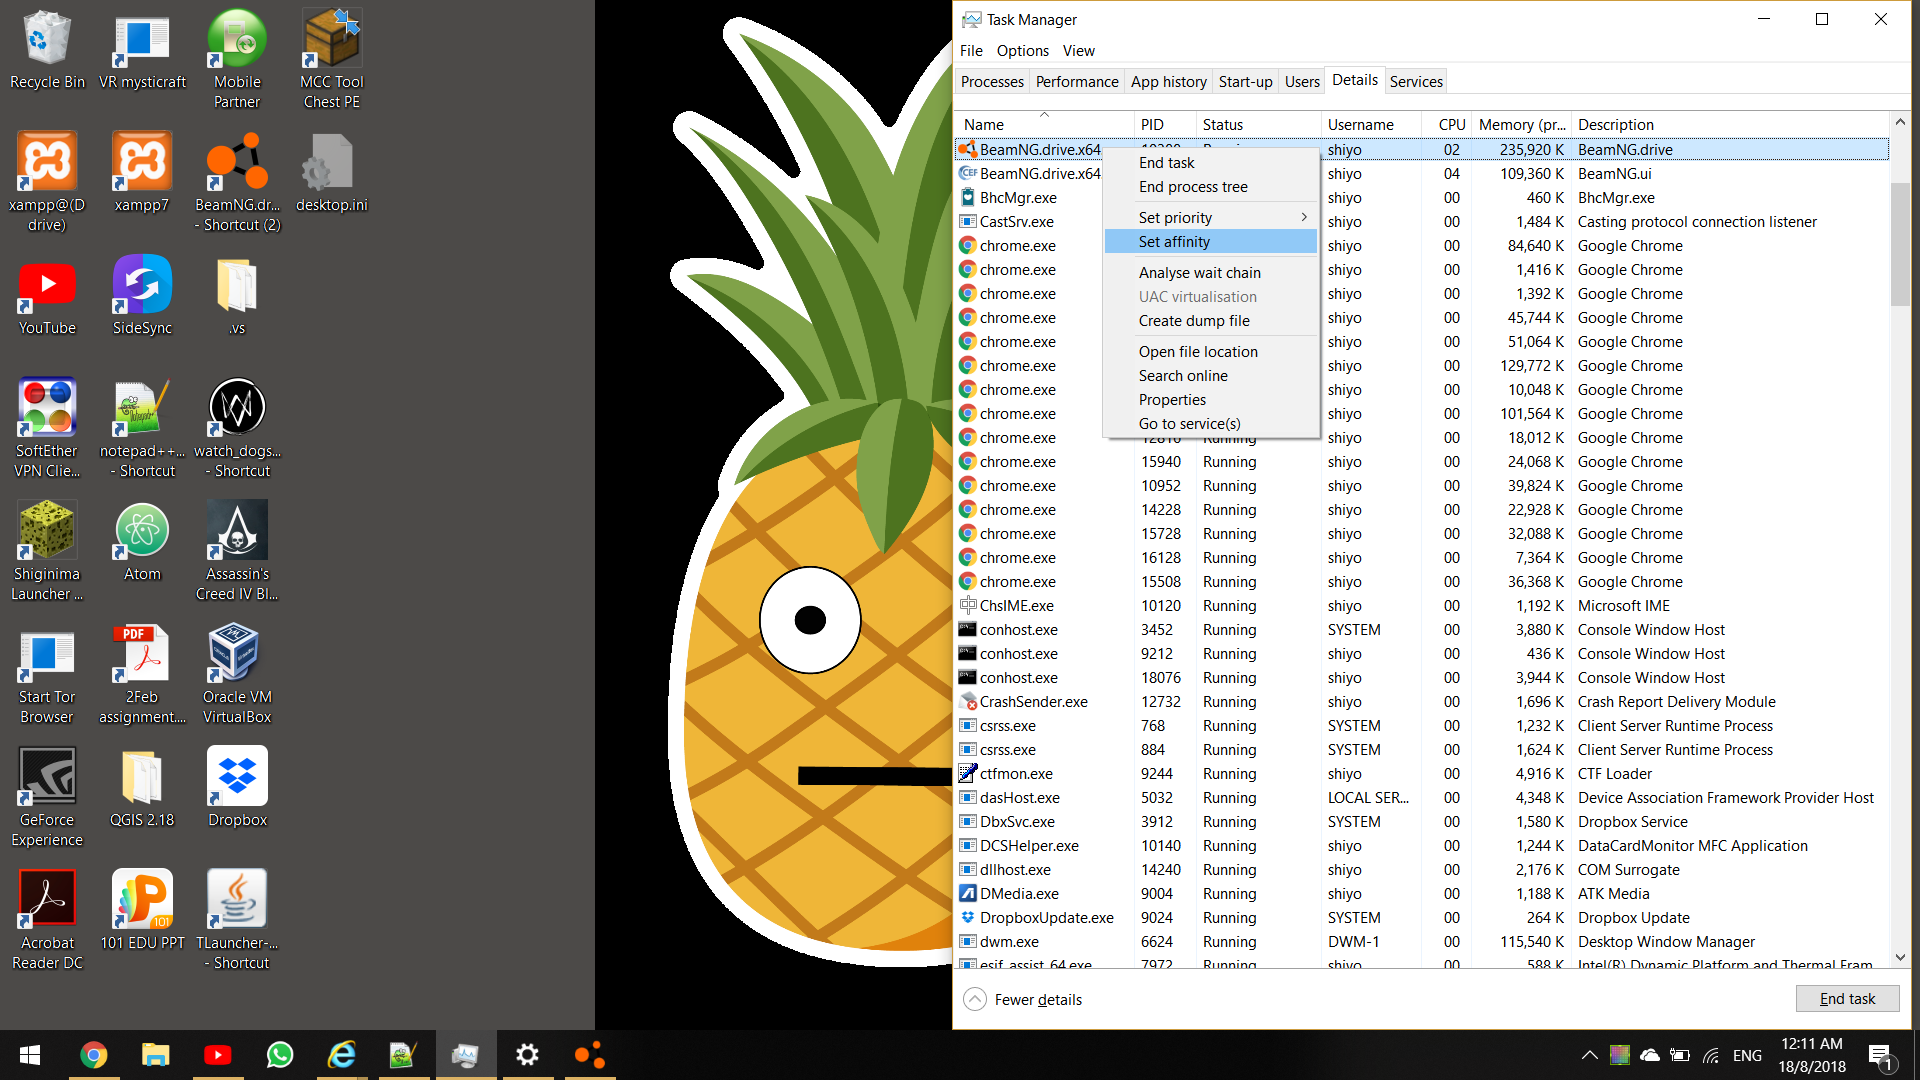 Recycle Bin
VR mysticraft
Mobile
Partner
MCC Tool
Chest PE
xampp@(D
drive)
xampp7
BeamNG.dr...
- Shortcut (2)
desktop.ini
YouTube
SideSync
.vs
SoftEther
VPN Clie...
notepad++...
- Shortcut
watch_dogs...
- Shortcut
Shiginima
Launcher ...
Atom
Assassin's
Creed IV Bl...
Start Tor
Browser
PDF
2Feb
assignment....
Oracle VM
VirtualBox
GeForce
Experience
QGIS 2.18
Dropbox
Acrobat
Reader DC
101
101 EDU PPT
TLauncher-...
- Shortcut
Task Manager
File Options View
Processes Performance App history Start-up Users Details Services
Name PID Status Username CPU Memory (pr... Description
BeamNG.drive.x64 shiyo 02 235,920 K BeamNG.drive
CEF BeamNG.drive.x64 shiyo 04 109,360 K BeamNG.ui
BhcMgr.exe shiyo 00 460 K BhcMgr.exe
CastSrv.exe shiyo 00 1,484 K Casting protocol connection listener
chrome.exe shiyo 00 84,640 K Google Chrome
chrome.exe shiyo 00 1,416 K Google Chrome
chrome.exe shiyo 00 1,392 K Google Chrome
chrome.exe shiyo 00 45,744 K Google Chrome
chrome.exe shiyo 00 51,064 K Google Chrome
chrome.exe shiyo 00 129,772 K Google Chrome
chrome.exe shiyo 00 10,048 K Google Chrome
chrome.exe shiyo 00 101,564 K Google Chrome
chrome.exe Running shiyo 00 18,012 K Google Chrome
chrome.exe 15940 Running shiyo 00 24,068 K Google Chrome
chrome.exe 10952 Running shiyo 00 39,824 K Google Chrome
chrome.exe 14228 Running shiyo 00 22,928 K Google Chrome
chrome.exe 15728 Running shiyo 00 32,088 K Google Chrome
chrome.exe 16128 Running shiyo 00 7,364 K Google Chrome
chrome.exe 15508 Running shiyo 00 36,368 K Google Chrome
ChsIME.exe 10120 Running shiyo 00 1,192 K Microsoft IME
conhost.exe 3452 Running SYSTEM 00 3,880 K Console Window Host
conhost.exe 9212 Running shiyo 00 436 K Console Window Host
conhost.exe 18076 Running shiyo 00 3,944 K Console Window Host
CrashSender.exe 12732 Running shiyo 00 1,696 K Crash Report Delivery Module
csrss.exe 768 Running SYSTEM 00 1,232 K Client Server Runtime Process
csrss.exe 884 Running SYSTEM 00 1,624 K Client Server Runtime Process
ctfmon.exe 9244 Running shiyo 00 4,916 K CTF Loader
dasHost.exe 5032 Running LOCAL SER... 00 4,348 K Device Association Framework Provider Host
DbxSvc.exe 3912 Running SYSTEM 00 1,580 K Dropbox Service
DCSHelper.exe 10140 Running shiyo 00 1,244 K DataCardMonitor MFC Application
dllhost.exe 14240 Running shiyo 00 2,176 K COM Surrogate
DMedia.exe 9004 Running shiyo 00 1,188 K ATK Media
DropboxUpdate.exe 9024 Running SYSTEM 00 264 K Dropbox Update
dwm.exe 6624 Running DWM-1 00 115,540 K Desktop Window Manager
esif_assist_64.exe 7972 Running shiyo 00 588 K Intel(R) Dynamic Platform and Thermal Fram
End task
End process tree
Set priority
Set affinity
Analyse wait chain
UAC virtualisation
Create dump file
Open file location
Search online
Properties
Go to service(s)
Fewer details
End task
ENG
12:11 AM
18/8/2018
1